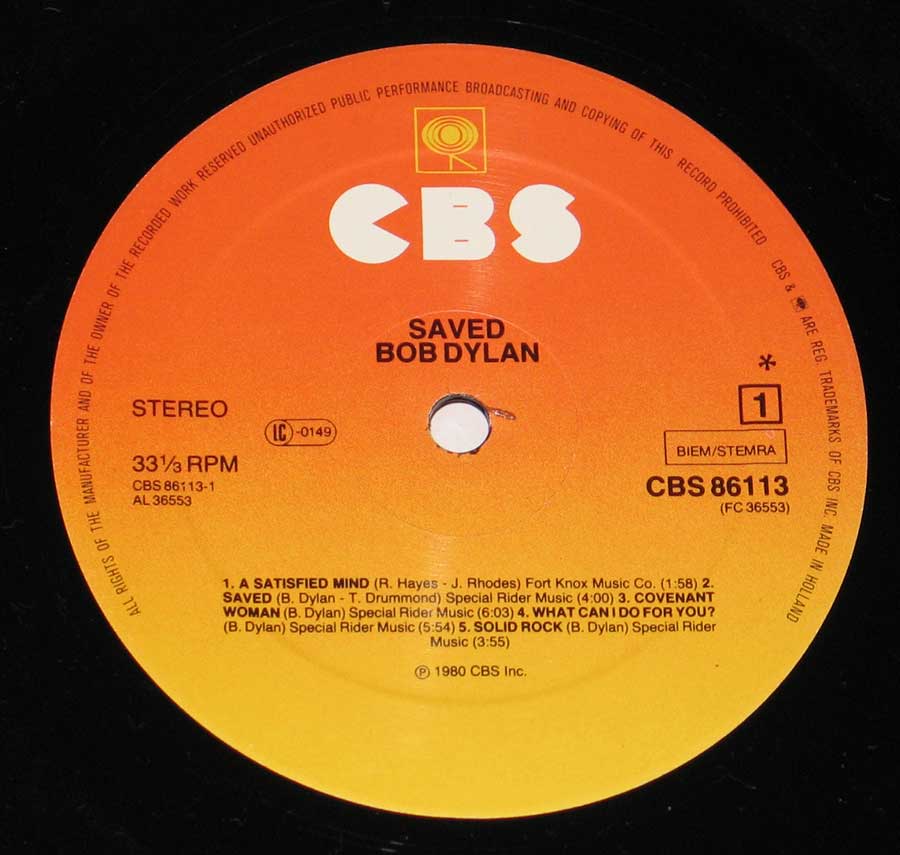 ALL RIGHTS OF THE MANUFACTURER AND OF THE OWNER OF THE RECORDED WORK RESERVED UNAUTHORIZED PUBLIC PERFORMANCE BROADCASTING AND COPYING OF THIS RECORD PROHIBITED CBS & ARE REG. TRADEMARKS OF CBS INC. MADE IN HOLLAND
CBS
SAVED
BOB DYLAN
STEREO
LC -0149
33⅓ RPM
CBS 86113-1
AL 36553
*
1
BIEM/STEMRA
CBS 86113
(FC 36553)
1. A SATISFIED MIND (R. Hayes - J. Rhodes) Fort Knox Music Co. (1:58) 2.
SAVED (B. Dylan - T. Drummond) Special Rider Music (4:00) 3. COVENANT
WOMAN (B. Dylan) Special Rider Music (6:03) 4. WHAT CAN I DO FOR YOU?
(B. Dylan) Special Rider Music (5:54) 5. SOLID ROCK (B. Dylan) Special Rider
Music (3:55)
℗ 1980 CBS Inc.